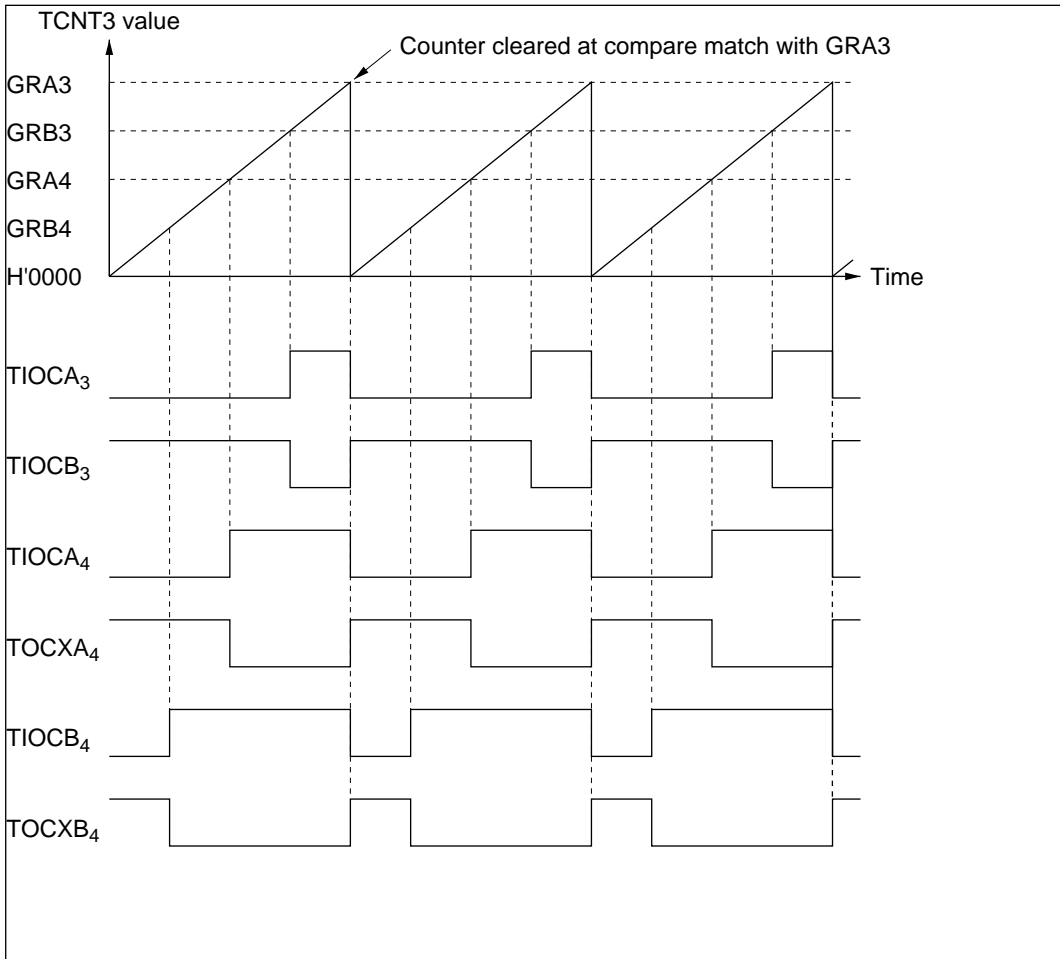 TCNT3 value
Counter cleared at compare match with GRA3
GRA3
GRB3
GRA4
GRB4
H'0000
Time
TIOCA3
TIOCB3
TIOCA4
TOCXA4
TIOCB4
TOCXB4